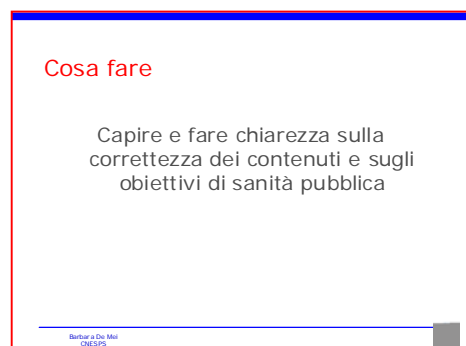 Cosa fare
Capire e fare chiarezza sulla
correttezza dei contenuti e sugli
obiettivi di sanità pubblica
Barbara De Mei
CNESPS